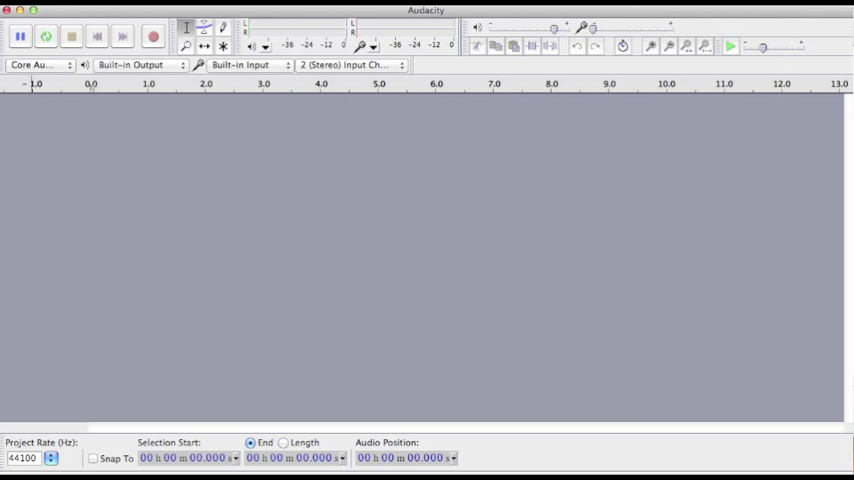 Audacity
L
R
-36 -24 -12 0
L
R
-36 -24 -12 0
- +
- +
- +
Core Au... Built-in Output Built-in Input 2 (Stereo) Input Ch...
- 1.0 0.0 1.0 2.0 3.0 4.0 5.0 6.0 7.0 8.0 9.0 10.0 11.0 12.0 13.0
Project Rate (Hz): Selection Start: End Length Audio Position:
44100 Snap To 00 h 00 m 00.000 s 00 h 00 m 00.000 s 00 h 00 m 00.000 s